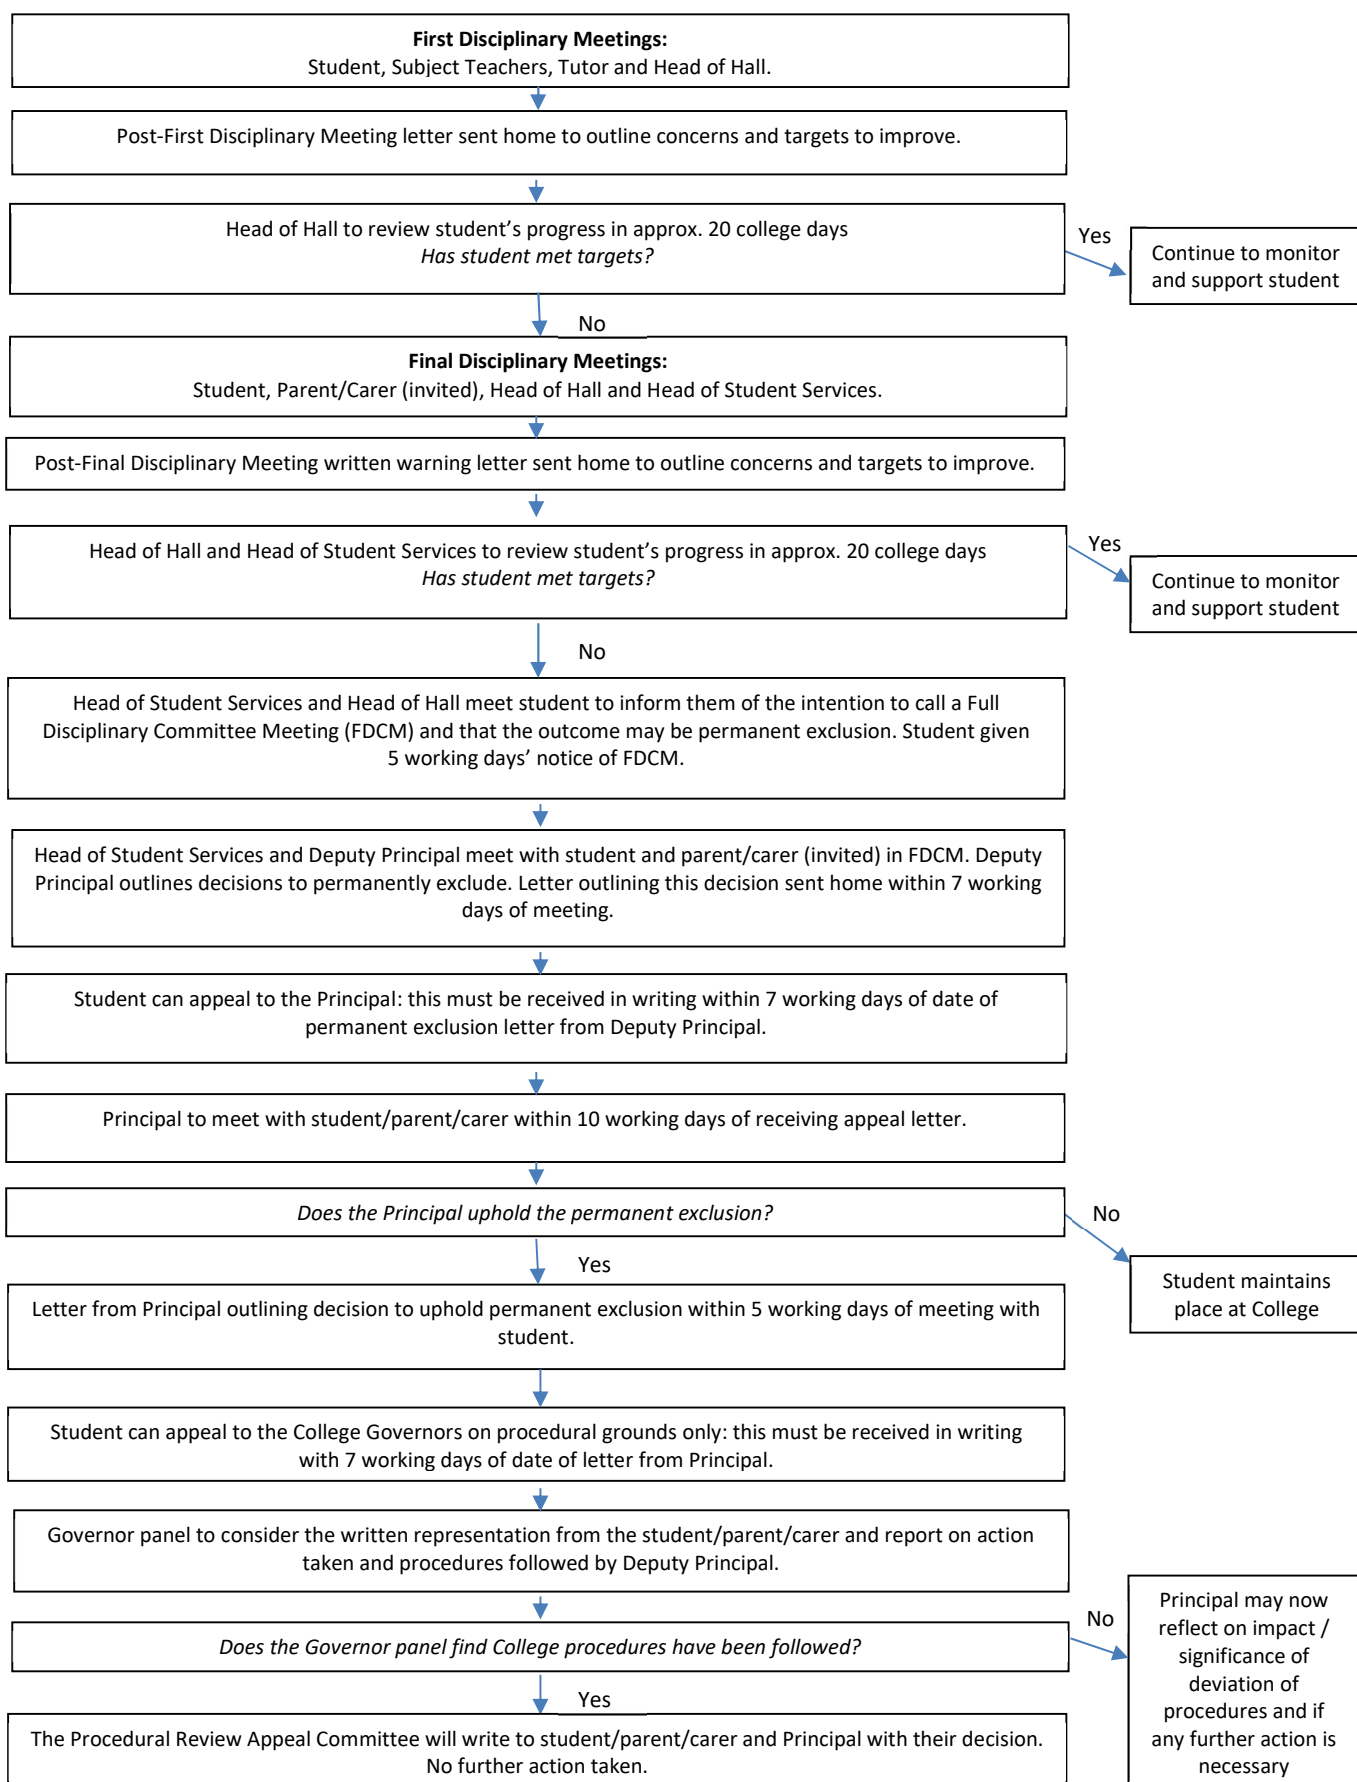 First Disciplinary Meetings:
Student, Subject Teachers, Tutor and Head of Hall.
Post-First Disciplinary Meeting letter sent home to outline concerns and targets to improve.
Head of Hall to review student’s progress in approx. 20 college days
Has student met targets?
Yes
Continue to monitor
and support student
No
Final Disciplinary Meetings:
Student, Parent/Carer (invited), Head of Hall and Head of Student Services.
Post-Final Disciplinary Meeting written warning letter sent home to outline concerns and targets to improve.
Head of Hall and Head of Student Services to review student’s progress in approx. 20 college days
Has student met targets?
Yes
Continue to monitor
and support student
No
Head of Student Services and Head of Hall meet student to inform them of the intention to call a Full
Disciplinary Committee Meeting (FDCM) and that the outcome may be permanent exclusion. Student given
5 working days’ notice of FDCM.
Head of Student Services and Deputy Principal meet with student and parent/carer (invited) in FDCM. Deputy
Principal outlines decisions to permanently exclude. Letter outlining this decision sent home within 7 working
days of meeting.
Student can appeal to the Principal: this must be received in writing within 7 working days of date of
permanent exclusion letter from Deputy Principal.
Principal to meet with student/parent/carer within 10 working days of receiving appeal letter.
Does the Principal uphold the permanent exclusion?
No
Student maintains
place at College
Yes
Letter from Principal outlining decision to uphold permanent exclusion within 5 working days of meeting with
student.
Student can appeal to the College Governors on procedural grounds only: this must be received in writing
with 7 working days of date of letter from Principal.
Governor panel to consider the written representation from the student/parent/carer and report on action
taken and procedures followed by Deputy Principal.
Does the Governor panel find College procedures have been followed?
No
Principal may now
reflect on impact /
significance of
deviation of
procedures and if
any further action is
necessary
Yes
The Procedural Review Appeal Committee will write to student/parent/carer and Principal with their decision.
No further action taken.